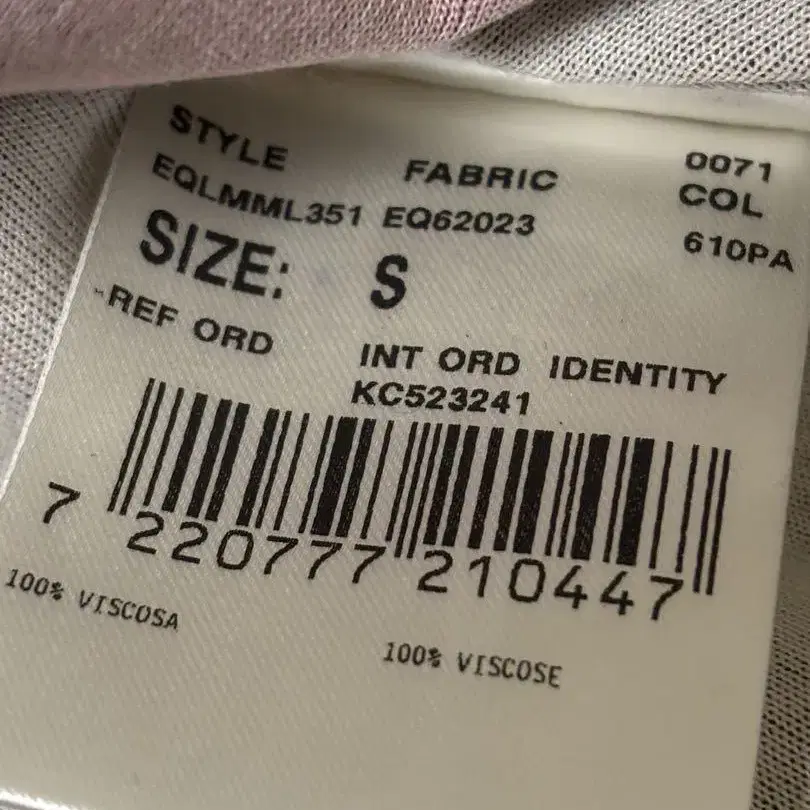 STYLE FABRIC 0071 COL
EQLMML351 EQ62023 610PA
SIZE: S
REF ORD INT ORD IDENTITY
KC523241
7 220777 210447
100% VISCOSA
100% VISCOSE